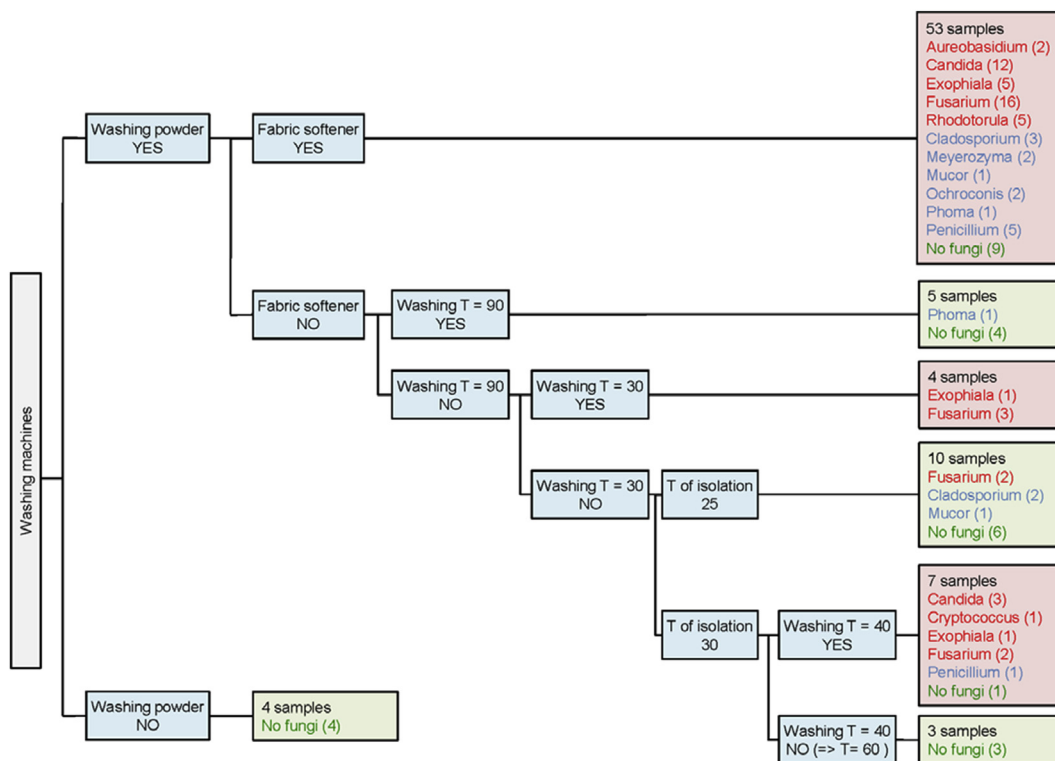 53 samples
Aureobasidium (2)
Candida (12)
Exophiala (5)
Fusarium (16)
Rhodotorula (5)
Cladosporium (3)
Meyerozyma (2)
Mucor (1)
Ochroconis (2)
Phoma (1)
Penicillium (5)
No fungi (9)
Washing powder
YES
Fabric softener
YES
Fabric softener
NO
Washing T = 90
YES
5 samples
Phoma (1)
No fungi (4)
Washing T = 90
NO
Washing T = 30
YES
4 samples
Exophiala (1)
Fusarium (3)
Washing machines
Washing T = 30
NO
T of isolation
25
10 samples
Fusarium (2)
Cladosporium (2)
Mucor (1)
No fungi (6)
T of isolation
30
Washing T = 40
YES
7 samples
Candida (3)
Cryptococcus (1)
Exophiala (1)
Fusarium (2)
Penicillium (1)
No fungi (1)
Washing powder
NO
4 samples
No fungi (4)
Washing T = 40
NO (=> T= 60 )
3 samples
No fungi (3)